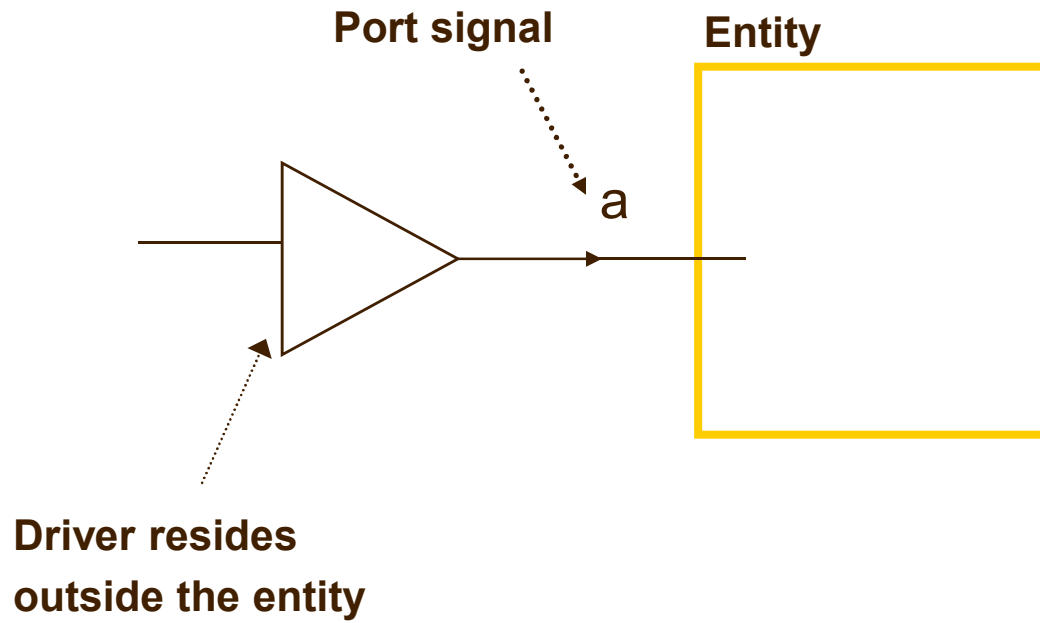 Port signal
Entity
a
Driver resides
outside the entity